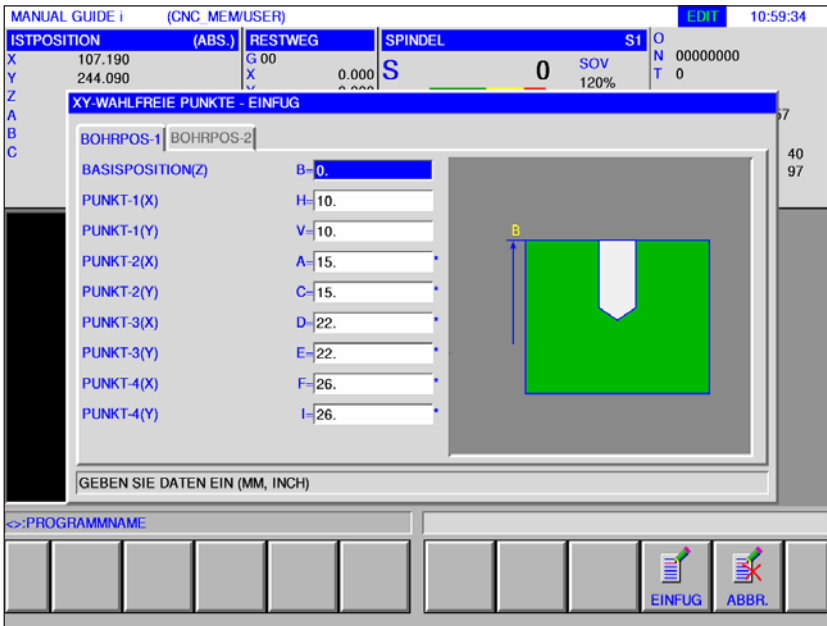 MANUAL GUIDE i (CNC_MEM/USER) EDIT 10:59:34
ISTPOSITION (ABS.) RESTWEG SPINDEL S1 O
X 107.190 G 00 N 00000000
Y 244.090 X 0.000 S 0 SOV T 0
120%
Z
A
B
C
40
97
XY-WAHLFREIE PUNKTE - EINFUG
BOHRPOS-1 BOHRPOS-2
BASISPOSITION(Z) B=0.
PUNKT-1(X) H=10.
PUNKT-1(Y) V=10.
PUNKT-2(X) A=15. *
PUNKT-2(Y) C=15. *
PUNKT-3(X) D=22. *
PUNKT-3(Y) E=22. *
PUNKT-4(X) F=26. *
PUNKT-4(Y) I=26. *
B
GEBEN SIE DATEN EIN (MM, INCH)
<>:PROGRAMMNAME
EINFUG ABBR.